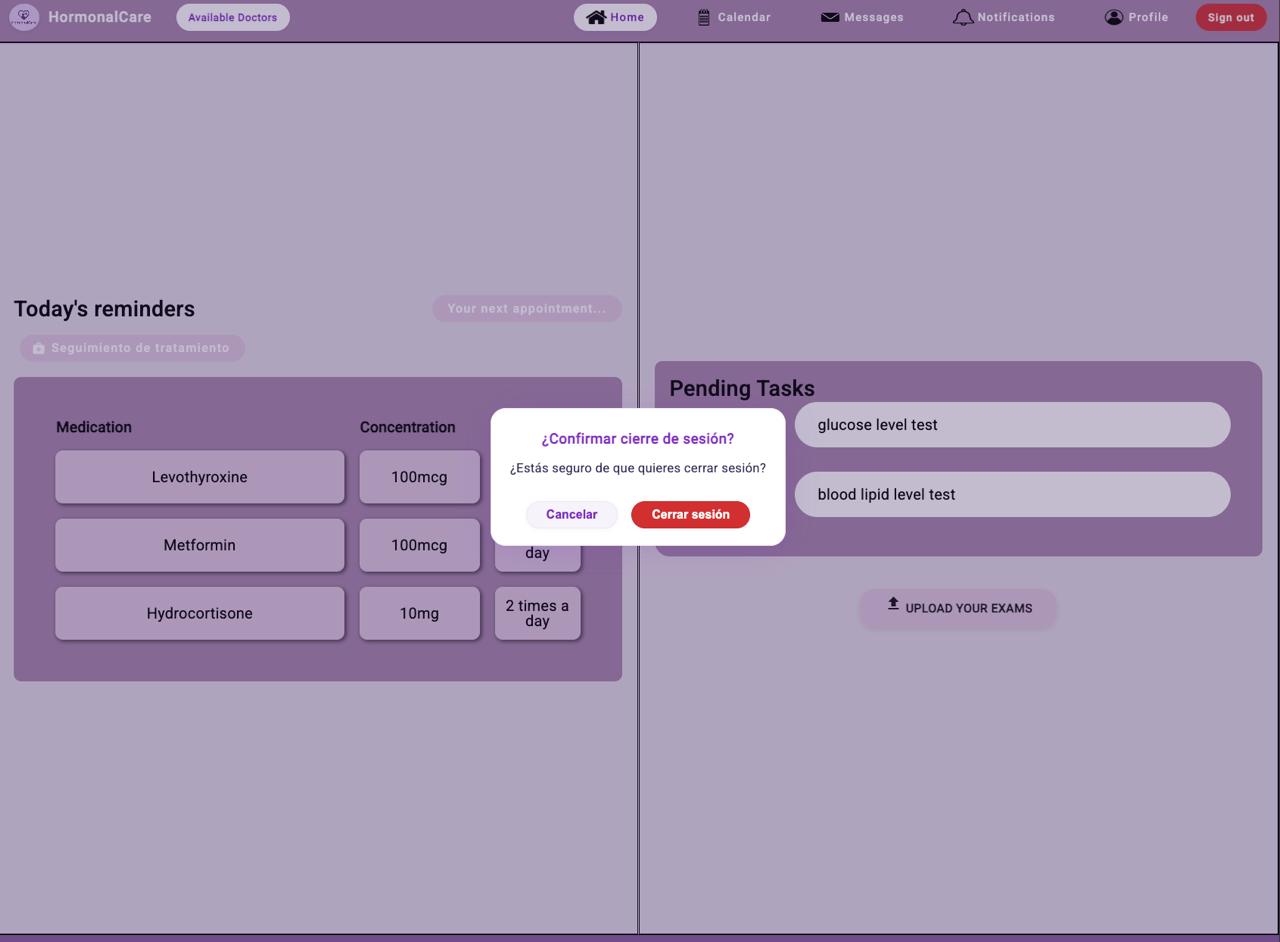 HormonalCare
Available Doctors
Home
Calendar
Messages
Notifications
Profile
Sign out
Today's reminders
Your next appointment...
Seguimiento de tratamiento
Medication
Concentration
Levothyroxine
100mcg
Metformin
100mcg
day
Hydrocortisone
10mg
2 times a
day
¿Confirmar cierre de sesión?
¿Estás seguro de que quieres cerrar sesión?
Cancelar
Cerrar sesión
Pending Tasks
glucose level test
blood lipid level test
UPLOAD YOUR EXAMS